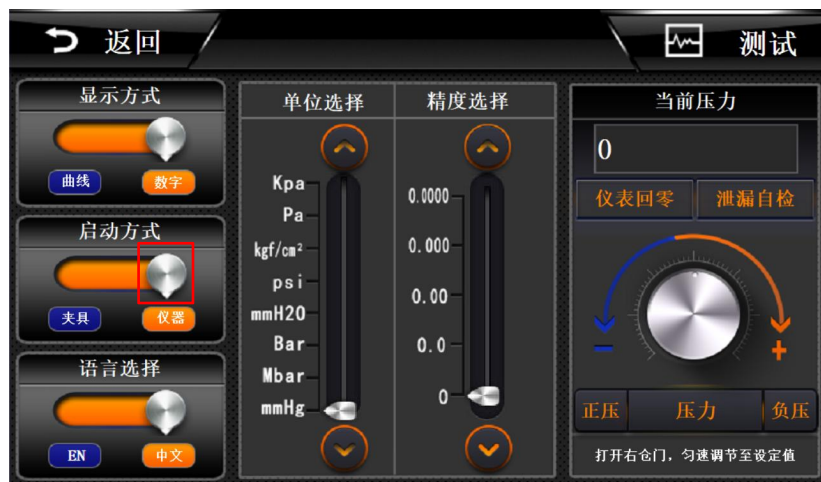 返回
测试
显示方式
曲线
数字
启动方式
夹具
仪器
语言选择
EN
中文
单位选择
Kpa
Pa
kgf/cm²
psi
mmH2O
Bar
Mbar
mmHg
精度选择
0.0000
0.000
0.00
0.0
0
当前压力
0
仪表回零
泄漏自检
－
+
正压
压力
负压
打开右仓门，匀速调节至设定值